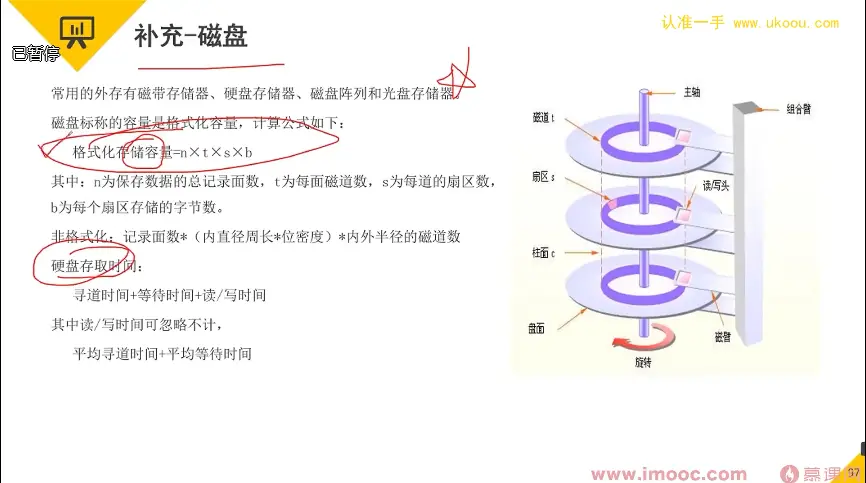 认准一手 www.ukoou.com
已暂停
补充-磁盘
常用的外存有磁带存储器、硬盘存储器、磁盘阵列和光盘存储器。
磁盘标称的容量是格式化容量，计算公式如下：
格式化存储容量=n×t×s×b
其中：n为保存数据的总记录面数，t为每面磁道数，s为每道的扇区数，
b为每个扇区存储的字节数。
非格式化：记录面数*（内直径周长*位密度）*内外半径的磁道数
硬盘存取时间：
寻道时间+等待时间+读/写时间
其中读/写时间可忽略不计，
平均寻道时间+平均等待时间
主轴
磁道 t
组合臂
扇区 s
读/写头
柱面 c
盘面
磁臂
旋转
www.imooc.com
慕课
97